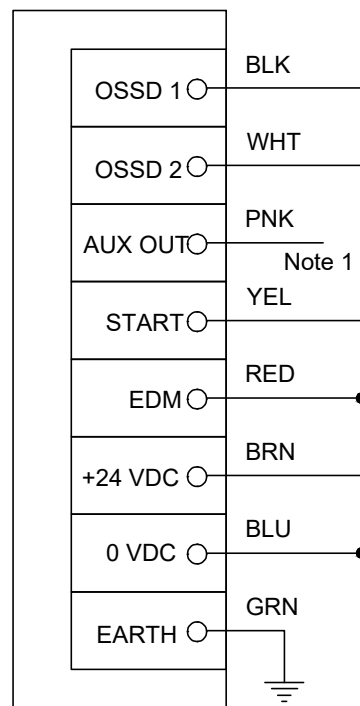 OSSD 1 BLK
OSSD 2 WHT
AUX OUT PNK
Note 1
START YEL
EDM RED
+24 VDC BRN
0 VDC BLU
EARTH GRN